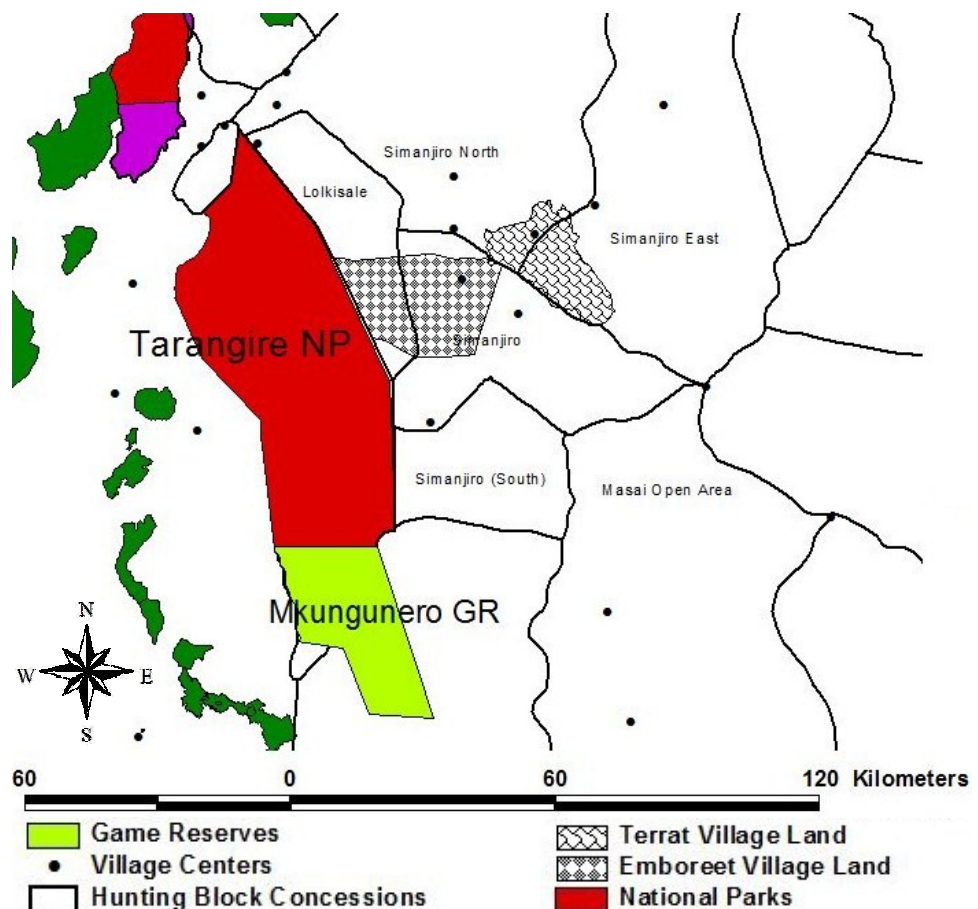 Simanjiro North
Lolkisale
Simanjiro East
Tarangire NP
Simanjiro
Simanjiro (South)
Masai Open Area
Mkungunero GR
N
W
E
S
60 0 60 120 Kilometers
Game Reserves
Village Centers
Hunting Block Concessions
Terrat Village Land
Emboreet Village Land
National Parks